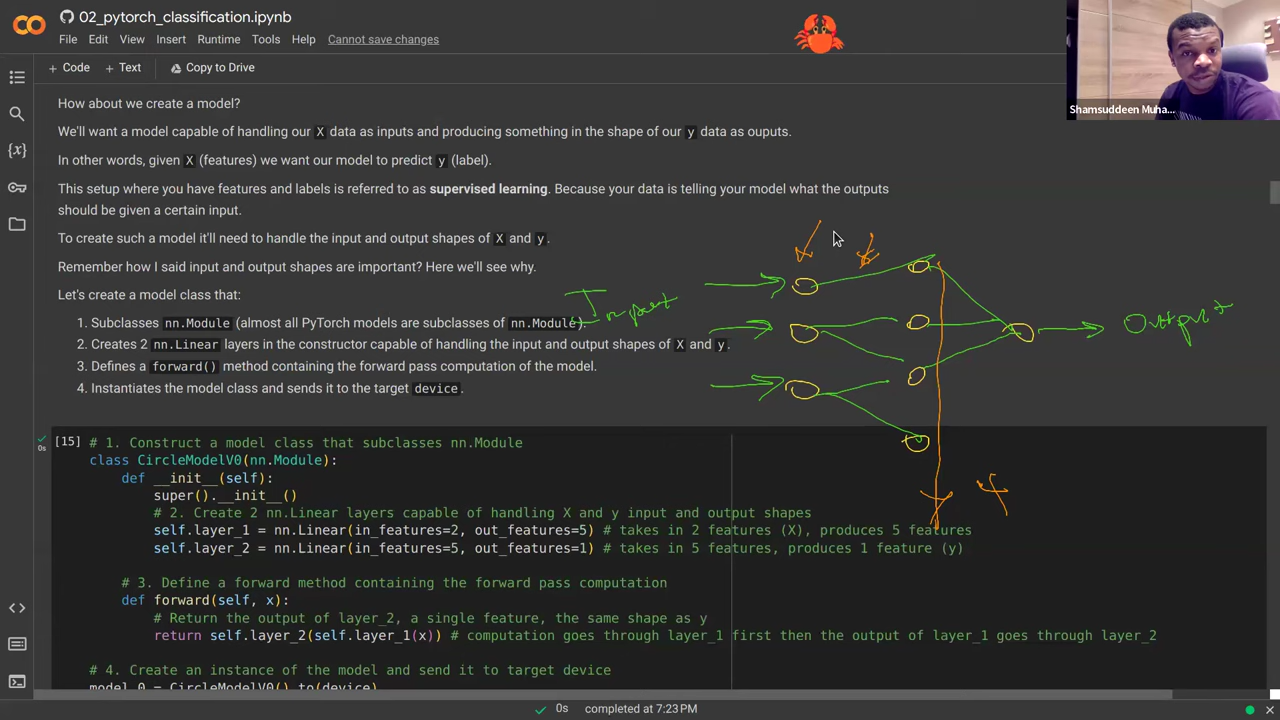 02_pytorch_classification.ipynb
File Edit View Insert Runtime Tools Help Cannot save changes
+ Code + Text Copy to Drive
Shamsuddeen Muha...
How about we create a model?
We'll want a model capable of handling our X data as inputs and producing something in the shape of our y data as ouputs.
In other words, given X (features) we want our model to predict y (label).
This setup where you have features and labels is referred to as supervised learning. Because your data is telling your model what the outputs
should be given a certain input.
To create such a model it'll need to handle the input and output shapes of X and y.
Remember how I said input and output shapes are important? Here we'll see why.
Let's create a model class that:
Input
Output
1. Subclasses nn.Module (almost all PyTorch models are subclasses of nn.Module).
2. Creates 2 nn.Linear layers in the constructor capable of handling the input and output shapes of X and y.
3. Defines a forward() method containing the forward pass computation of the model.
4. Instantiates the model class and sends it to the target device.
[15] # 1. Construct a model class that subclasses nn.Module
0s
class CircleModelV0(nn.Module):
def __init__(self):
super().__init__()
# 2. Create 2 nn.Linear layers capable of handling X and y input and output shapes
self.layer_1 = nn.Linear(in_features=2, out_features=5) # takes in 2 features (X), produces 5 features
self.layer_2 = nn.Linear(in_features=5, out_features=1) # takes in 5 features, produces 1 feature (y)
# 3. Define a forward method containing the forward pass computation
def forward(self, x):
# Return the output of layer_2, a single feature, the same shape as y
return self.layer_2(self.layer_1(x)) # computation goes through layer_1 first then the output of layer_1 goes through layer_2
# 4. Create an instance of the model and send it to target device
model_0 = CircleModelV0().to(device)
0s completed at 7:23 PM